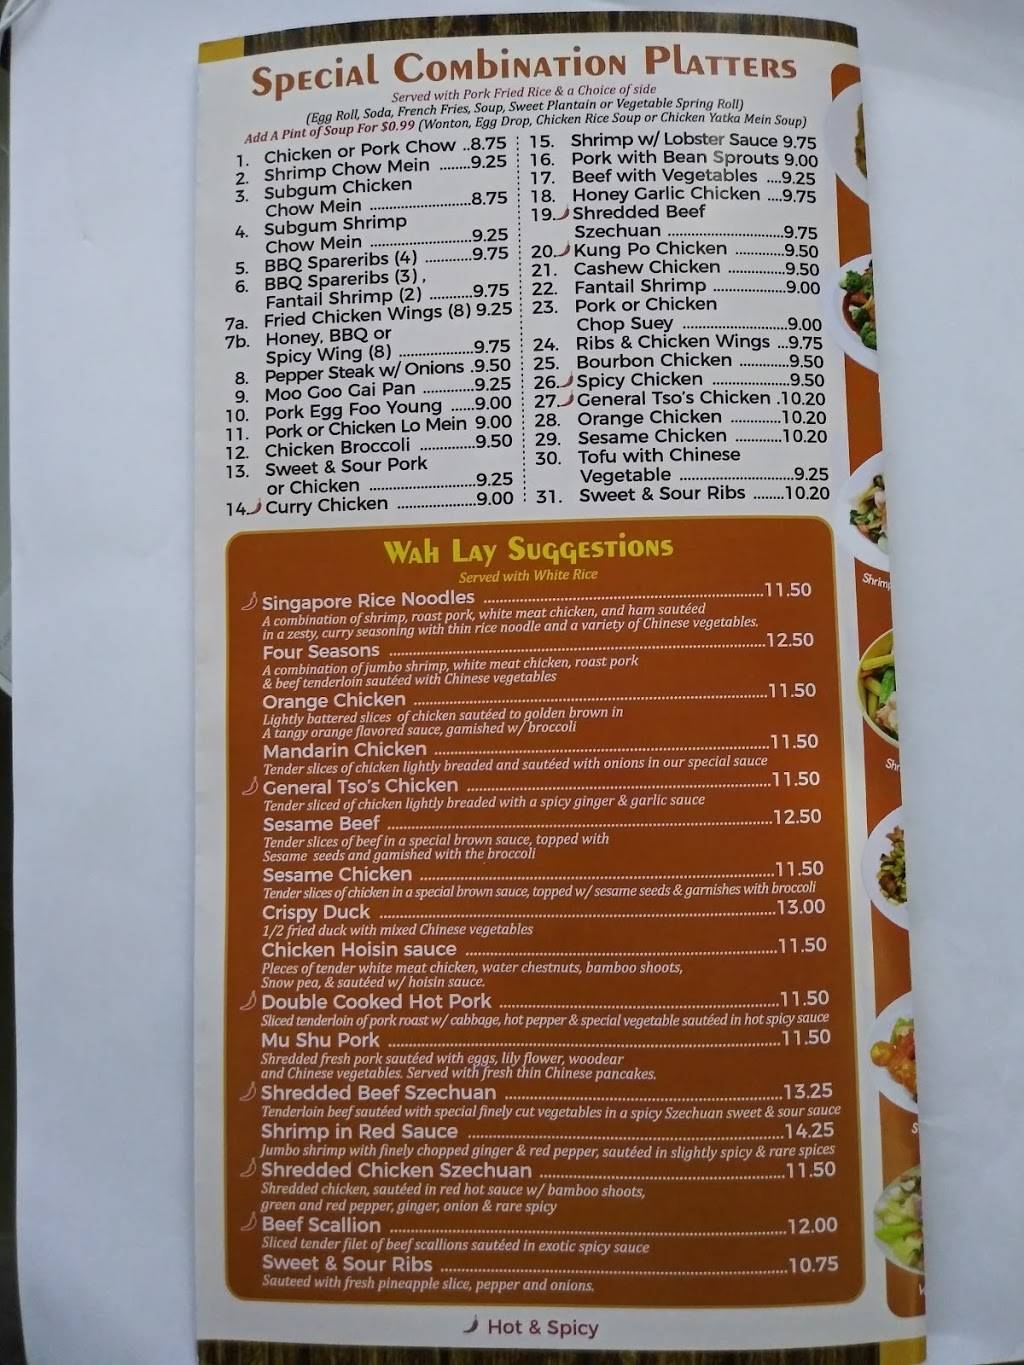 Special Combination Platters
Served with Pork Fried Rice & a Choice of side
(Egg Roll, Soda, French Fries, Soup, Sweet Plantain or Vegetable Spring Roll)
Add A Pint of Soup For $0.99 (Wonton, Egg Drop, Chicken Rice Soup or Chicken Yatka Mein Soup)
1. Chicken or Pork Chow ..8.75
2. Shrimp Chow Mein ........9.25
3. Subgum Chicken
Chow Mein ..........................8.75
4. Subgum Shrimp
Chow Mein ..........................9.25
5. BBQ Spareribs (4) ............9.75
6. BBQ Spareribs (3) ,
Fantail Shrimp (2) ...........9.75
7a. Fried Chicken Wings (8) 9.25
7b. Honey, BBQ or
Spicy Wing (8) ...................9.75
8. Pepper Steak w/ Onions .9.50
9. Moo Goo Gai Pan .............9.25
10. Pork Egg Foo Young ......9.00
11. Pork or Chicken Lo Mein 9.00
12. Chicken Broccoli ..............9.50
13. Sweet & Sour Pork
or Chicken ...........................9.25
14. Curry Chicken ....................9.00
15. Shrimp w/ Lobster Sauce 9.75
16. Pork with Bean Sprouts 9.00
17. Beef with Vegetables ....9.25
18. Honey Garlic Chicken ....9.75
19. Shredded Beef
Szechuan ..............................9.75
20. Kung Po Chicken .............9.50
21. Cashew Chicken ..............9.50
22. Fantail Shrimp ..................9.00
23. Pork or Chicken
Chop Suey ...........................9.00
24. Ribs & Chicken Wings ...9.75
25. Bourbon Chicken .............9.50
26. Spicy Chicken ....................9.50
27. General Tso's Chicken .10.20
28. Orange Chicken .............10.20
29. Sesame Chicken ............10.20
30. Tofu with Chinese
Vegetable ..............................9.25
31. Sweet & Sour Ribs ........10.20
Wah Lay Suggestions
Served with White Rice
Singapore Rice Noodles ..........11.50
A combination of shrimp, roast pork, white meat chicken, and ham sautéed
in a zesty, curry seasoning with thin rice noodle and a variety of Chinese vegetables.
Four Seasons ..........12.50
A combination of jumbo shrimp, white meat chicken, roast pork
& beef tenderloin sautéed with Chinese vegetables
Orange Chicken ..........11.50
Lightly battered slices of chicken sautéed to golden brown in
A tangy orange flavored sauce, garnished w/ broccoli
Mandarin Chicken ..........11.50
Tender slices of chicken lightly breaded and sautéed with onions in our special sauce
General Tso's Chicken ..........11.50
Tender sliced of chicken lightly breaded with a spicy ginger & garlic sauce
Sesame Beef ..........12.50
Tender slices of beef in a special brown sauce, topped with
Sesame seeds and gamished with the broccoli
Sesame Chicken ..........11.50
Tender slices of chicken in a special brown sauce, topped w/ sesame seeds & garnishes with broccoli
Crispy Duck ..........13.00
1/2 fried duck with mixed Chinese vegetables
Chicken Hoisin sauce ..........11.50
Pleces of tender white meat chicken, water chestnuts, bamboo shoots,
Snow pea, & sautéed w/ hoisin sauce.
Double Cooked Hot Pork ..........11.50
Sliced tenderloin of pork roast w/ cabbage, hot pepper & special vegetable sautéed in hot spicy sauce
Mu Shu Pork ..........11.50
Shredded fresh pork sautéed with eggs, lily flower, woodear
and Chinese vegetables. Served with fresh thin Chinese pancakes.
Shredded Beef Szechuan ..........13.25
Tenderloin beef sautéed with special finely cut vegetables in a spicy Szechuan sweet & sour sauce
Shrimp in Red Sauce ..........14.25
Jumbo shrimp with finely chopped ginger & red pepper, sautéed in slightly spicy & rare spices
Shredded Chicken Szechuan ..........11.50
Shredded chicken, sautéed in red hot sauce w/ bamboo shoots,
green and red pepper, ginger, onion & rare spicy
Beef Scallion ..........12.00
Sliced tender filet of beef scallions sautéed in exotic spicy sauce
Sweet & Sour Ribs ..........10.75
Sauteed with fresh pineapple slice, pepper and onions.
Hot & Spicy